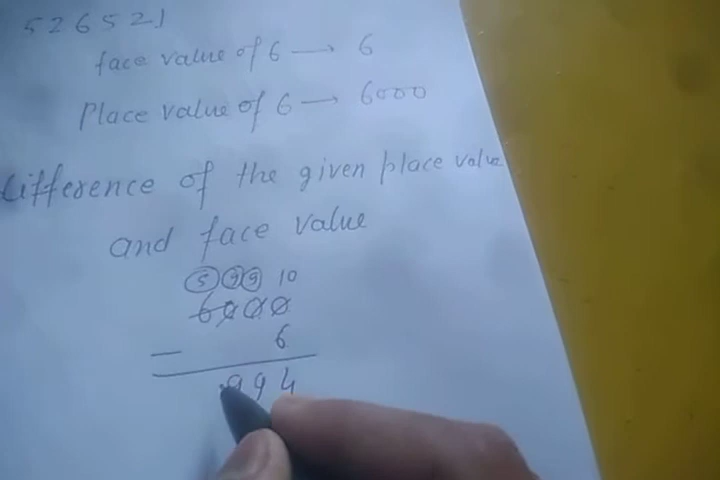 526521
face value of 6 → 6
Place value of 6 → 6000
difference of the given place value
and face value
5 9 9 10
6000
- 6
994